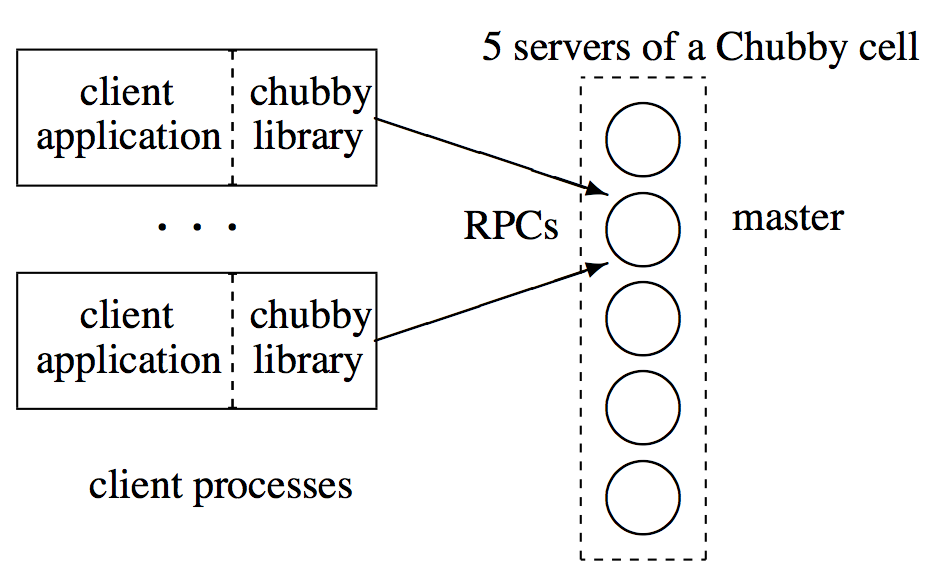 5 servers of a Chubby cell
client
application
chubby
library
. . .
RPCs
master
client
application
chubby
library
client processes